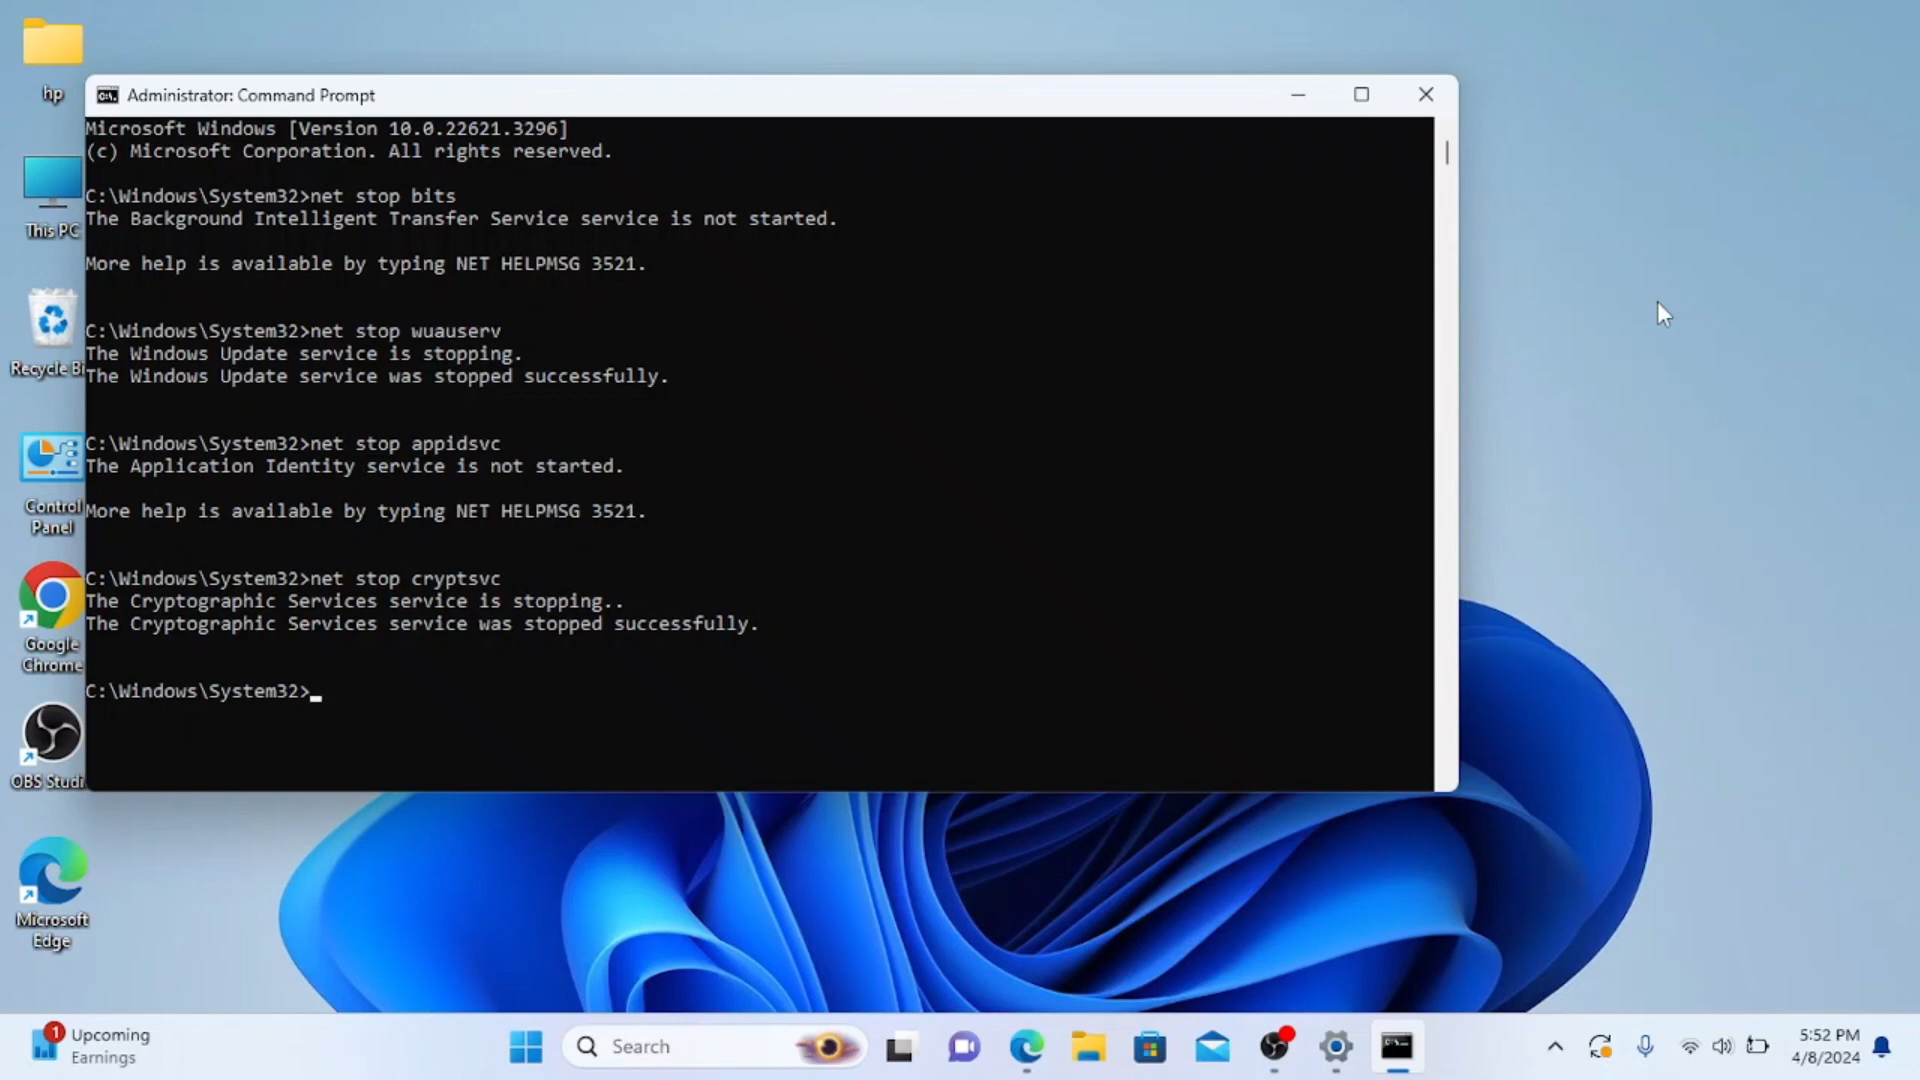 hp
This PC
Recycle Bi
Control
Panel
Google
Chrome
OBS Studi
Microsoft
Edge
Administrator: Command Prompt
Microsoft Windows [Version 10.0.22621.3296]
(c) Microsoft Corporation. All rights reserved.
C:\Windows\System32>net stop bits
The Background Intelligent Transfer Service service is not started.
More help is available by typing NET HELPMSG 3521.
C:\Windows\System32>net stop wuauserv
The Windows Update service is stopping.
The Windows Update service was stopped successfully.
C:\Windows\System32>net stop appidsvc
The Application Identity service is not started.
More help is available by typing NET HELPMSG 3521.
C:\Windows\System32>net stop cryptsvc
The Cryptographic Services service is stopping..
The Cryptographic Services service was stopped successfully.
C:\Windows\System32>
1
Upcoming
Earnings
Search
5:52 PM
4/8/2024